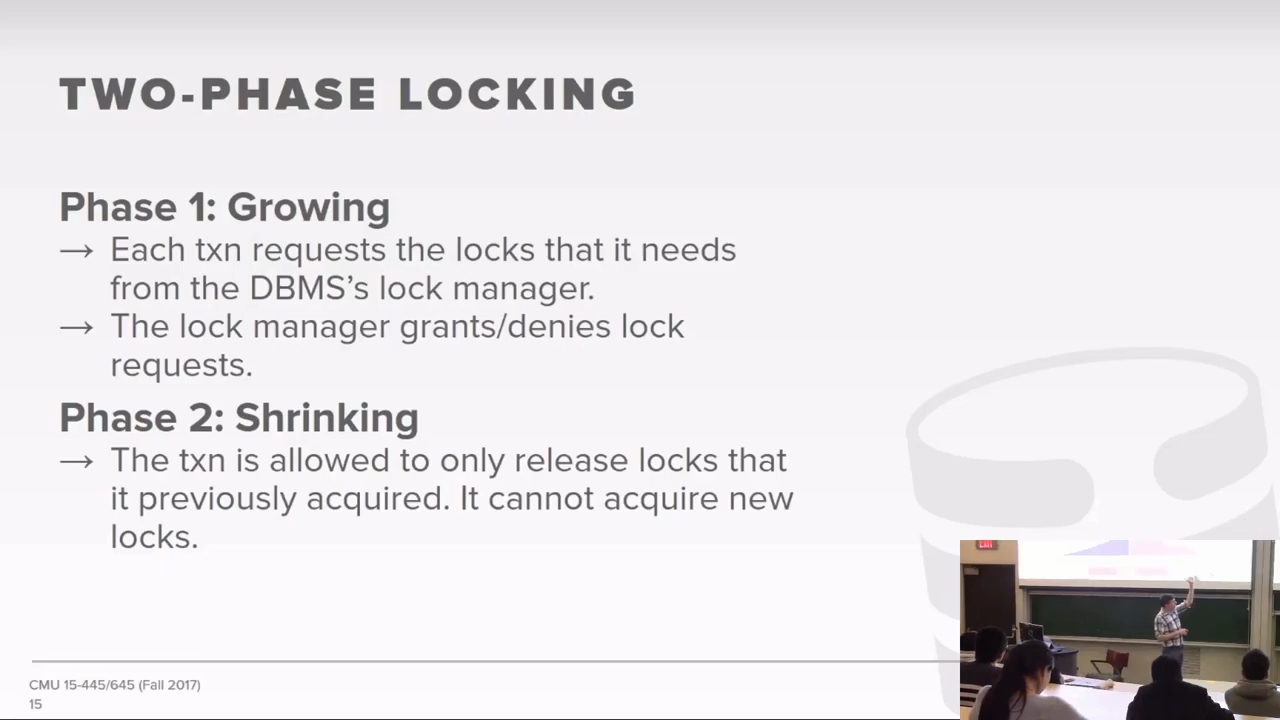 TWO-PHASE LOCKING
Phase 1: Growing
→ Each txn requests the locks that it needs
from the DBMS’s lock manager.
→ The lock manager grants/denies lock
requests.
Phase 2: Shrinking
→ The txn is allowed to only release locks that
it previously acquired. It cannot acquire new
locks.
CMU 15-445/645 (Fall 2017)
15
EXIT